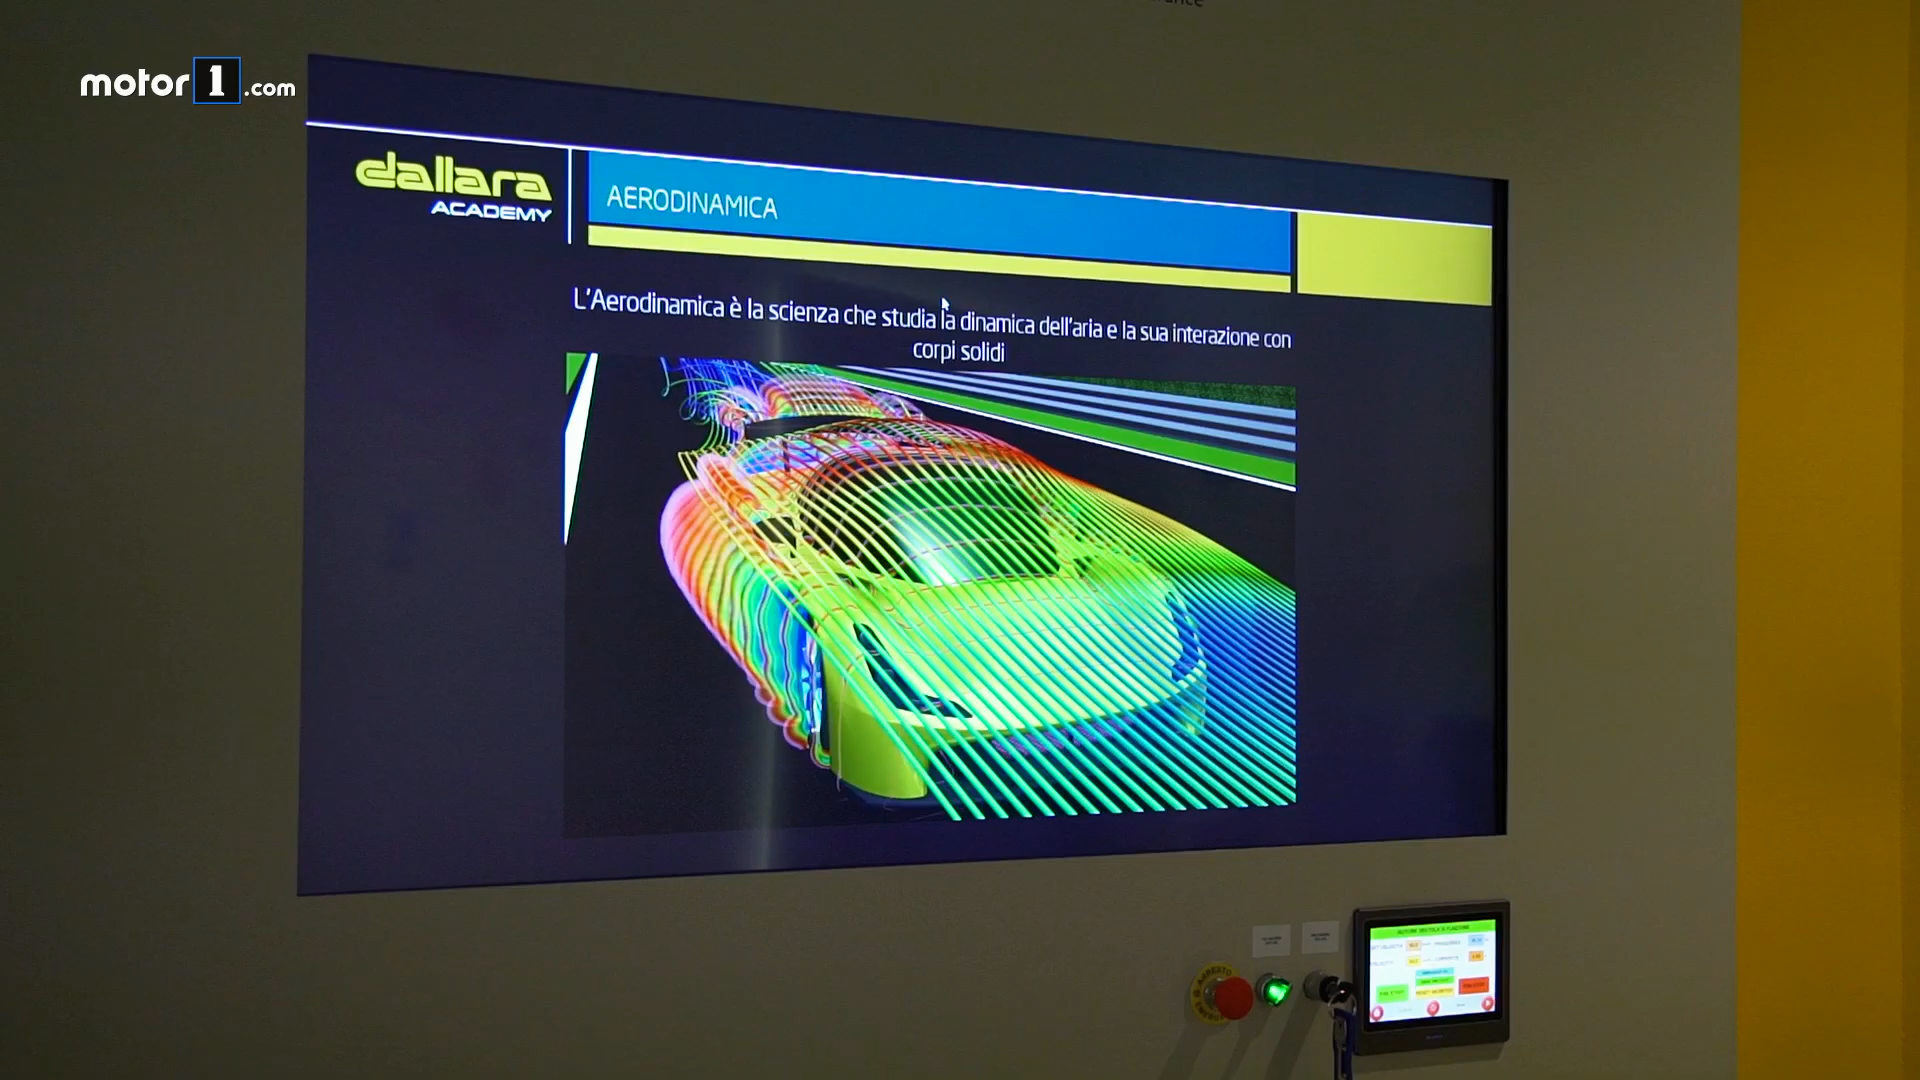 motor1.com
dallara
ACADEMY
AERODINAMICA
L'Aerodinamica è la scienza che studia la dinamica dell'aria e la sua interazione con
corpi solidi
ARRESTO